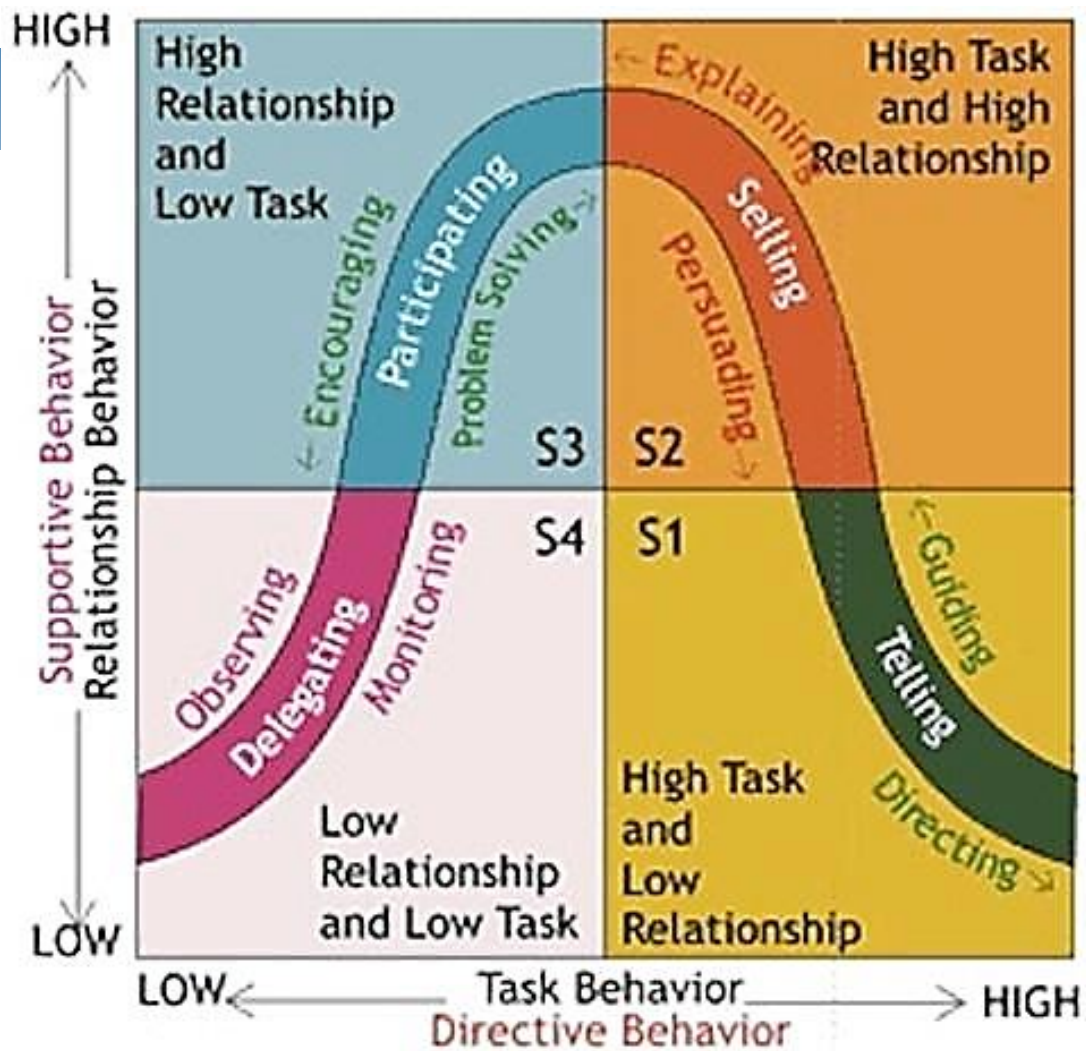 HIGH
Supportive Behavior
Relationship Behavior
LOW
High
Relationship
and
Low Task
←Encouraging
Participating
Problem Solving→
S3
←Explaining
High Task
and High
Relationship
Selling
Persuading→
S2
Observing
Delegating
Monitoring
S4
Low
Relationship
and Low Task
S1
←Guiding
Telling
Directing→
High Task
and
Low
Relationship
LOW
Task Behavior
HIGH
Directive Behavior